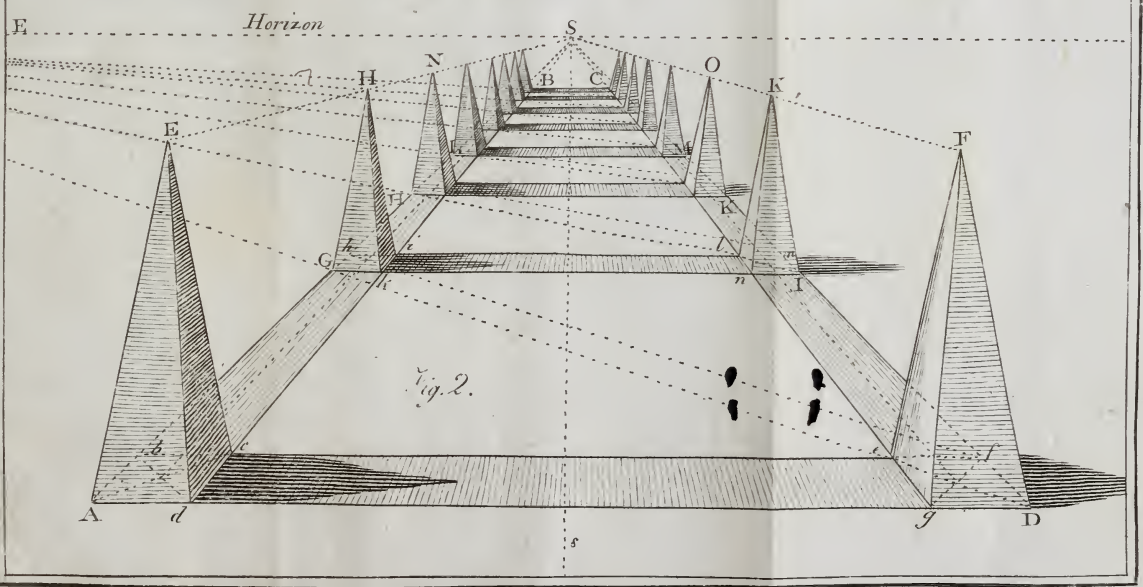 Horizon
E S
N H O K
B C
E F
L M
H K
h i l m
G h n I
Fig. 2.
b c e f
A d g D
s